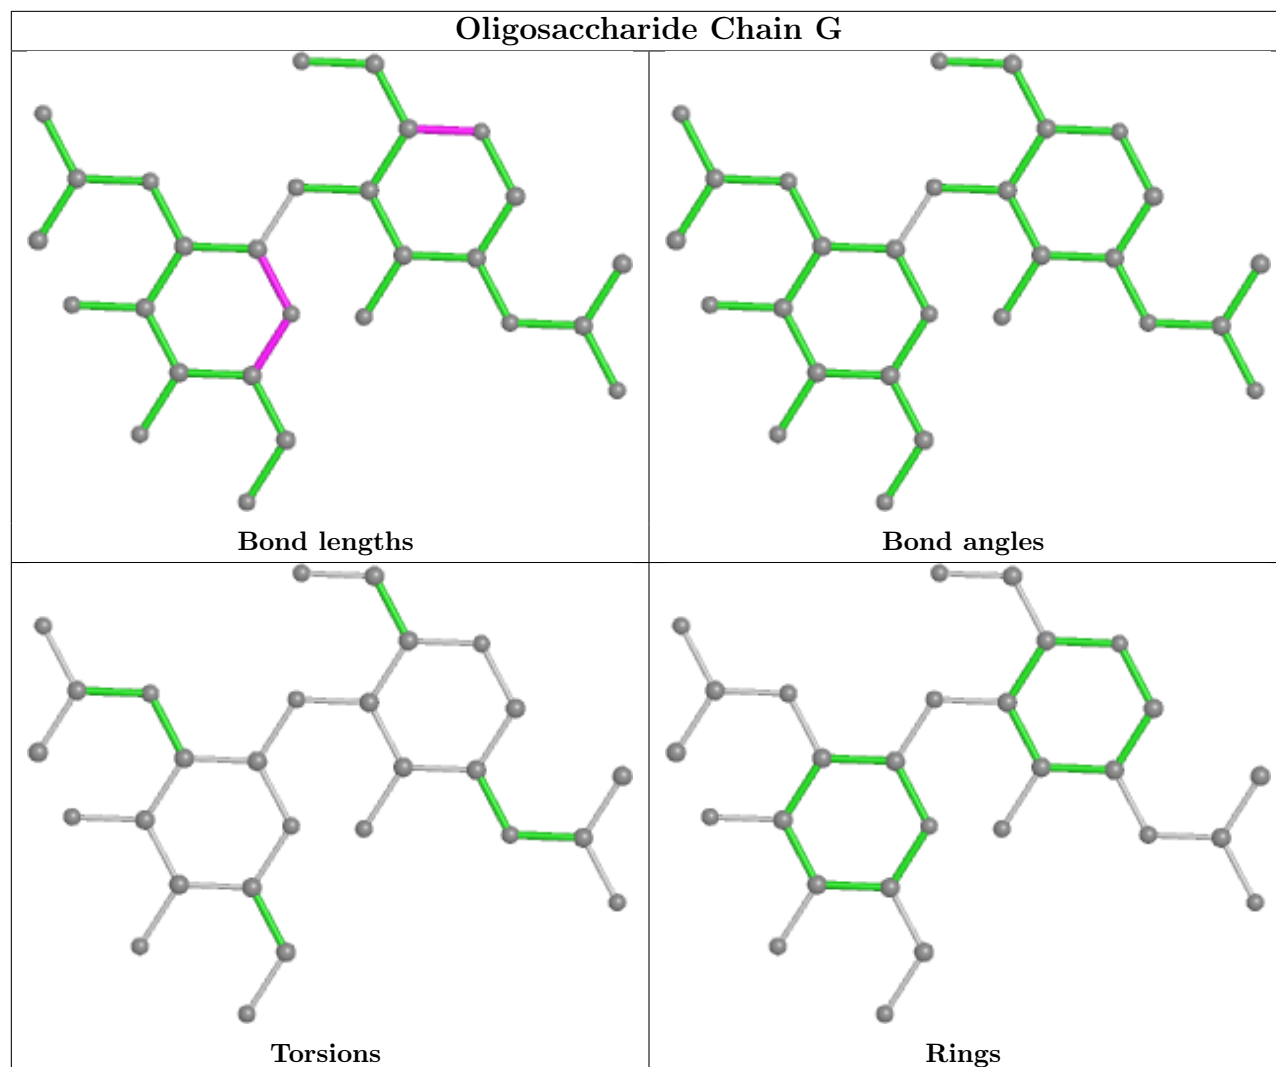 Oligosaccharide Chain G
Bond lengths
Bond angles
Torsions
Rings